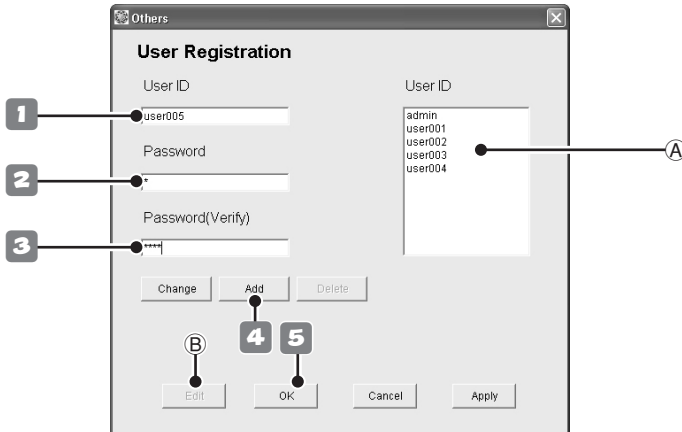 Others
User Registration
User ID
User ID
1
user005
admin
user001
user002
user003
user004
A
Password
2
*
Password(Verify)
3
****
Change
Add
Delete
4
B
5
Edit
OK
Cancel
Apply